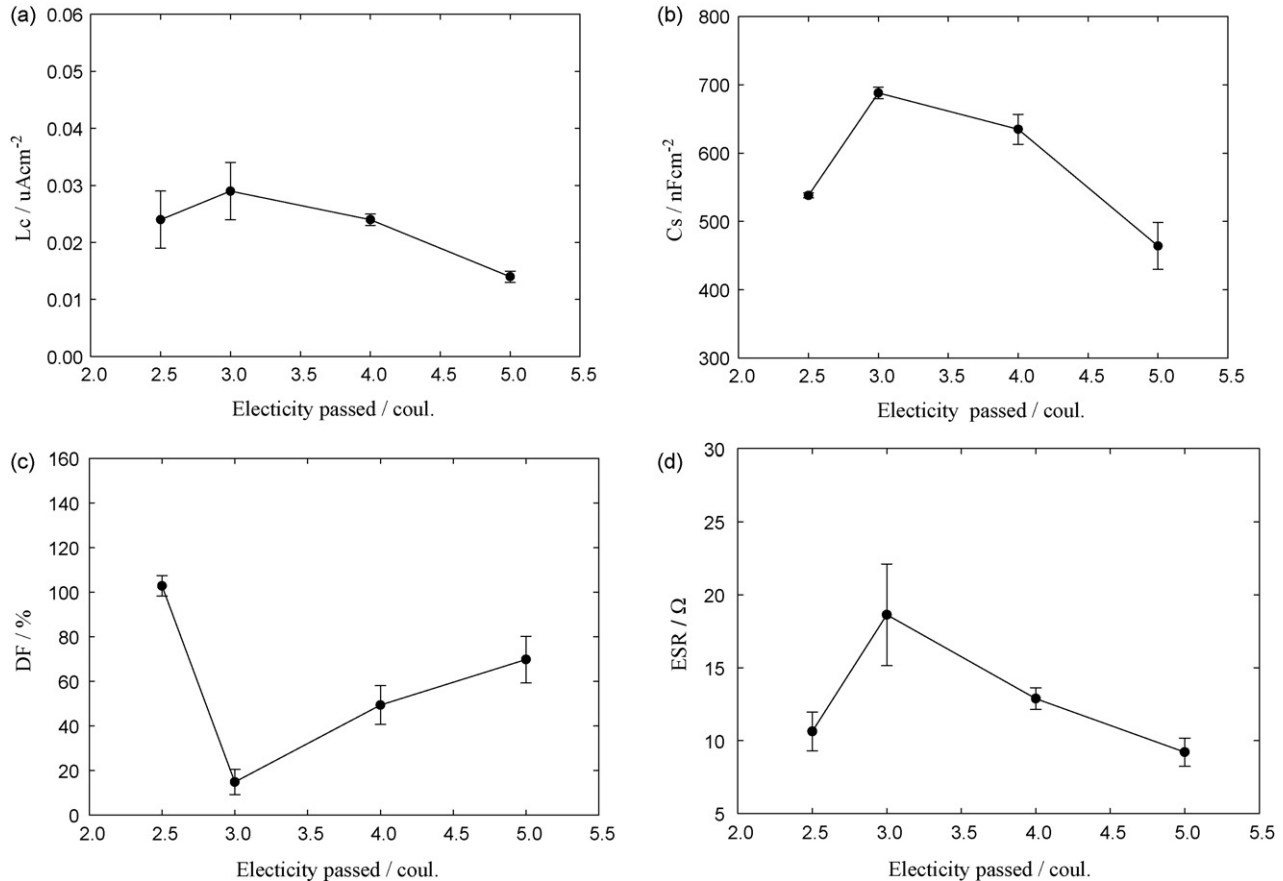 (a)
0.06
0.05
0.04
0.03
0.02
0.01
0.00
Lc / uAcm-2
2.0 2.5 3.0 3.5 4.0 4.5 5.0 5.5
Electicity passed / coul.
(b)
800
700
600
500
400
300
Cs / nFcm-2
2.0 2.5 3.0 3.5 4.0 4.5 5.0 5.5
Electicity passed / coul.
(c)
160
140
120
100
80
60
40
20
0
DF / %
2.0 2.5 3.0 3.5 4.0 4.5 5.0 5.5
Electicity passed / coul.
(d)
30
25
20
15
10
5
ESR / Ω
2.0 2.5 3.0 3.5 4.0 4.5 5.0 5.5
Electicity passed / coul.